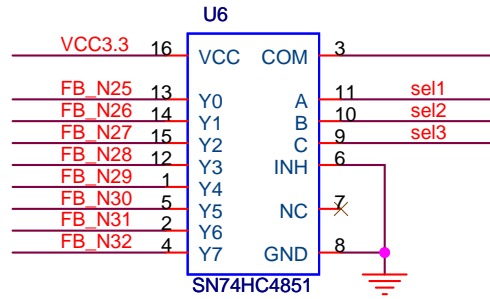 U6
VCC3.3 16 VCC COM 3
FB_N25 13 Y0 A 11 sel1
FB_N26 14 Y1 B 10 sel2
FB_N27 15 Y2 C 9 sel3
FB_N28 12 Y3 INH 6
FB_N29 1 Y4
FB_N30 5 Y5 NC 7
FB_N31 2 Y6
FB_N32 4 Y7 GND 8
SN74HC4851